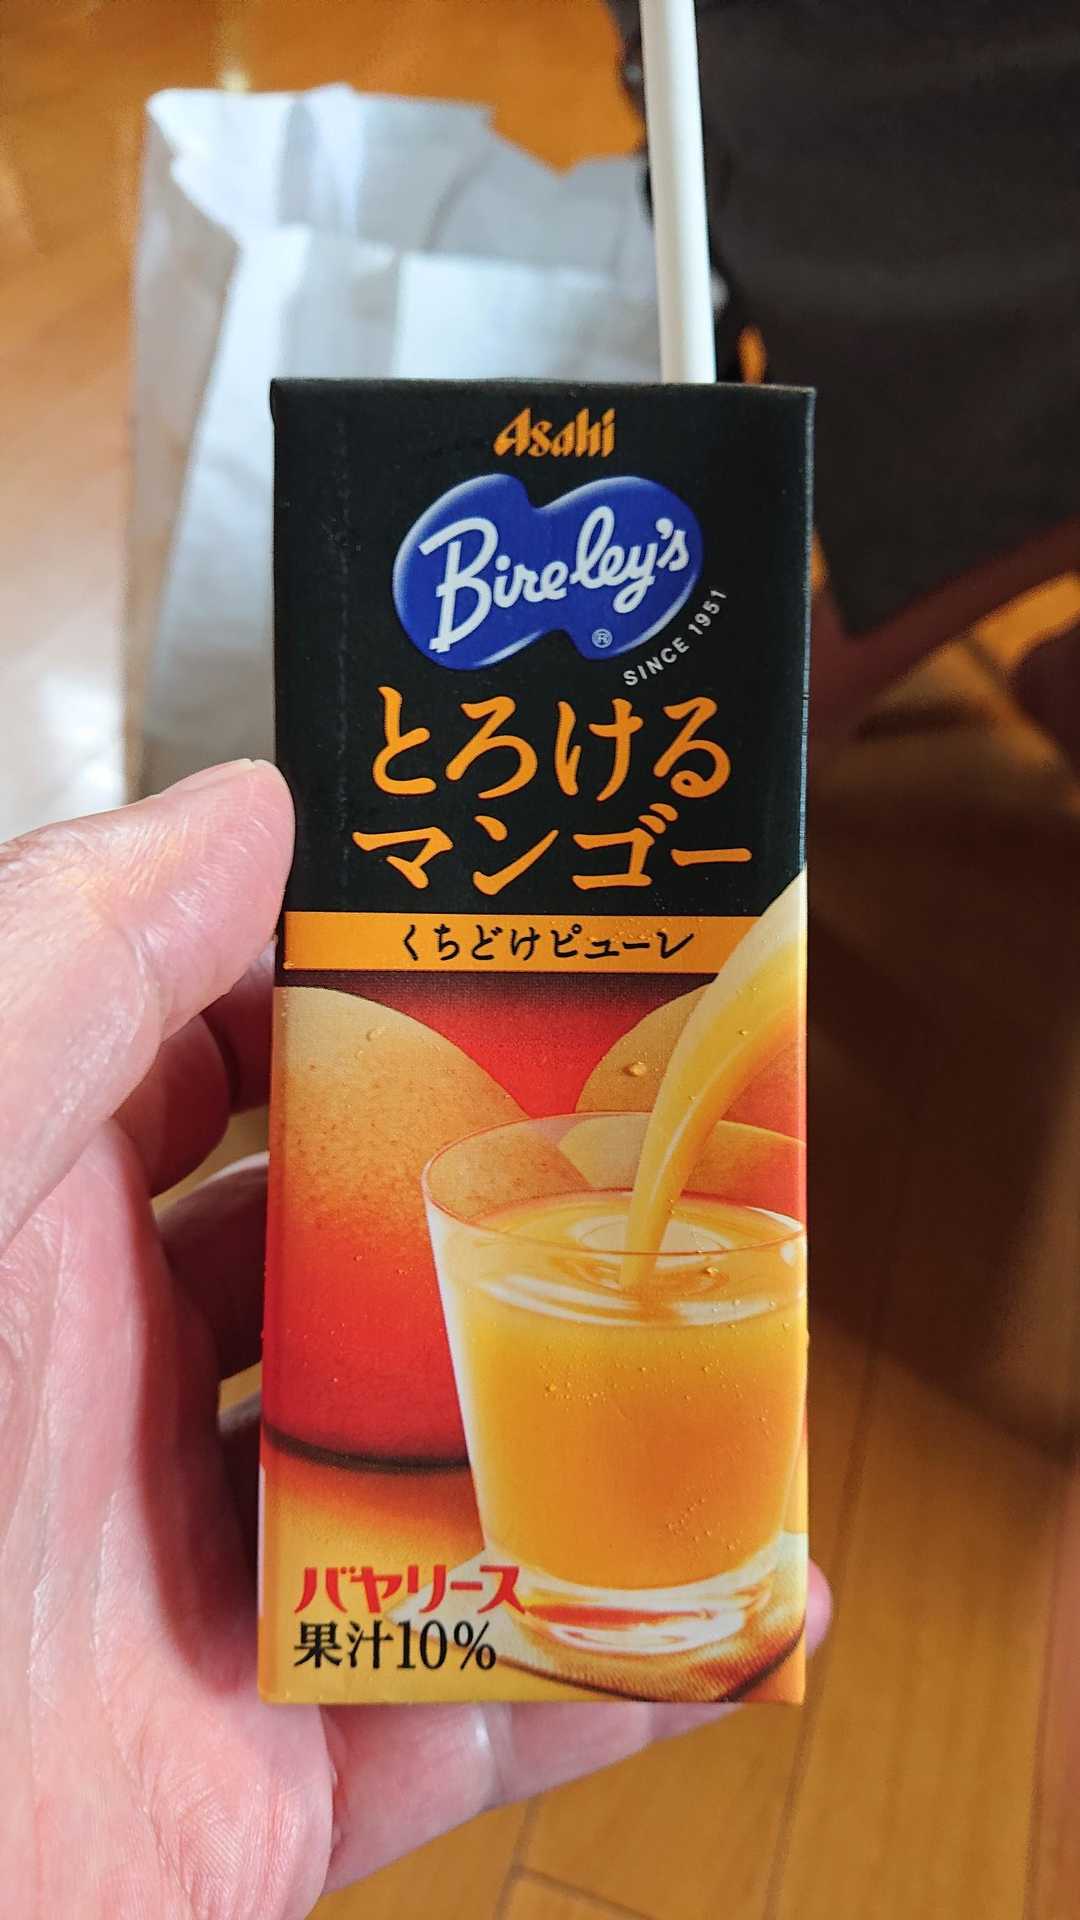 Asahi
Bireley's
®
SINCE 1951
とろける
マンゴー
くちどけピューレ
バヤリース
果汁10%